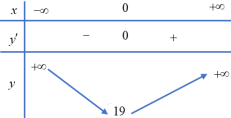 x −∞ 0 +∞
y′ − 0 +
y +∞ 19 +∞